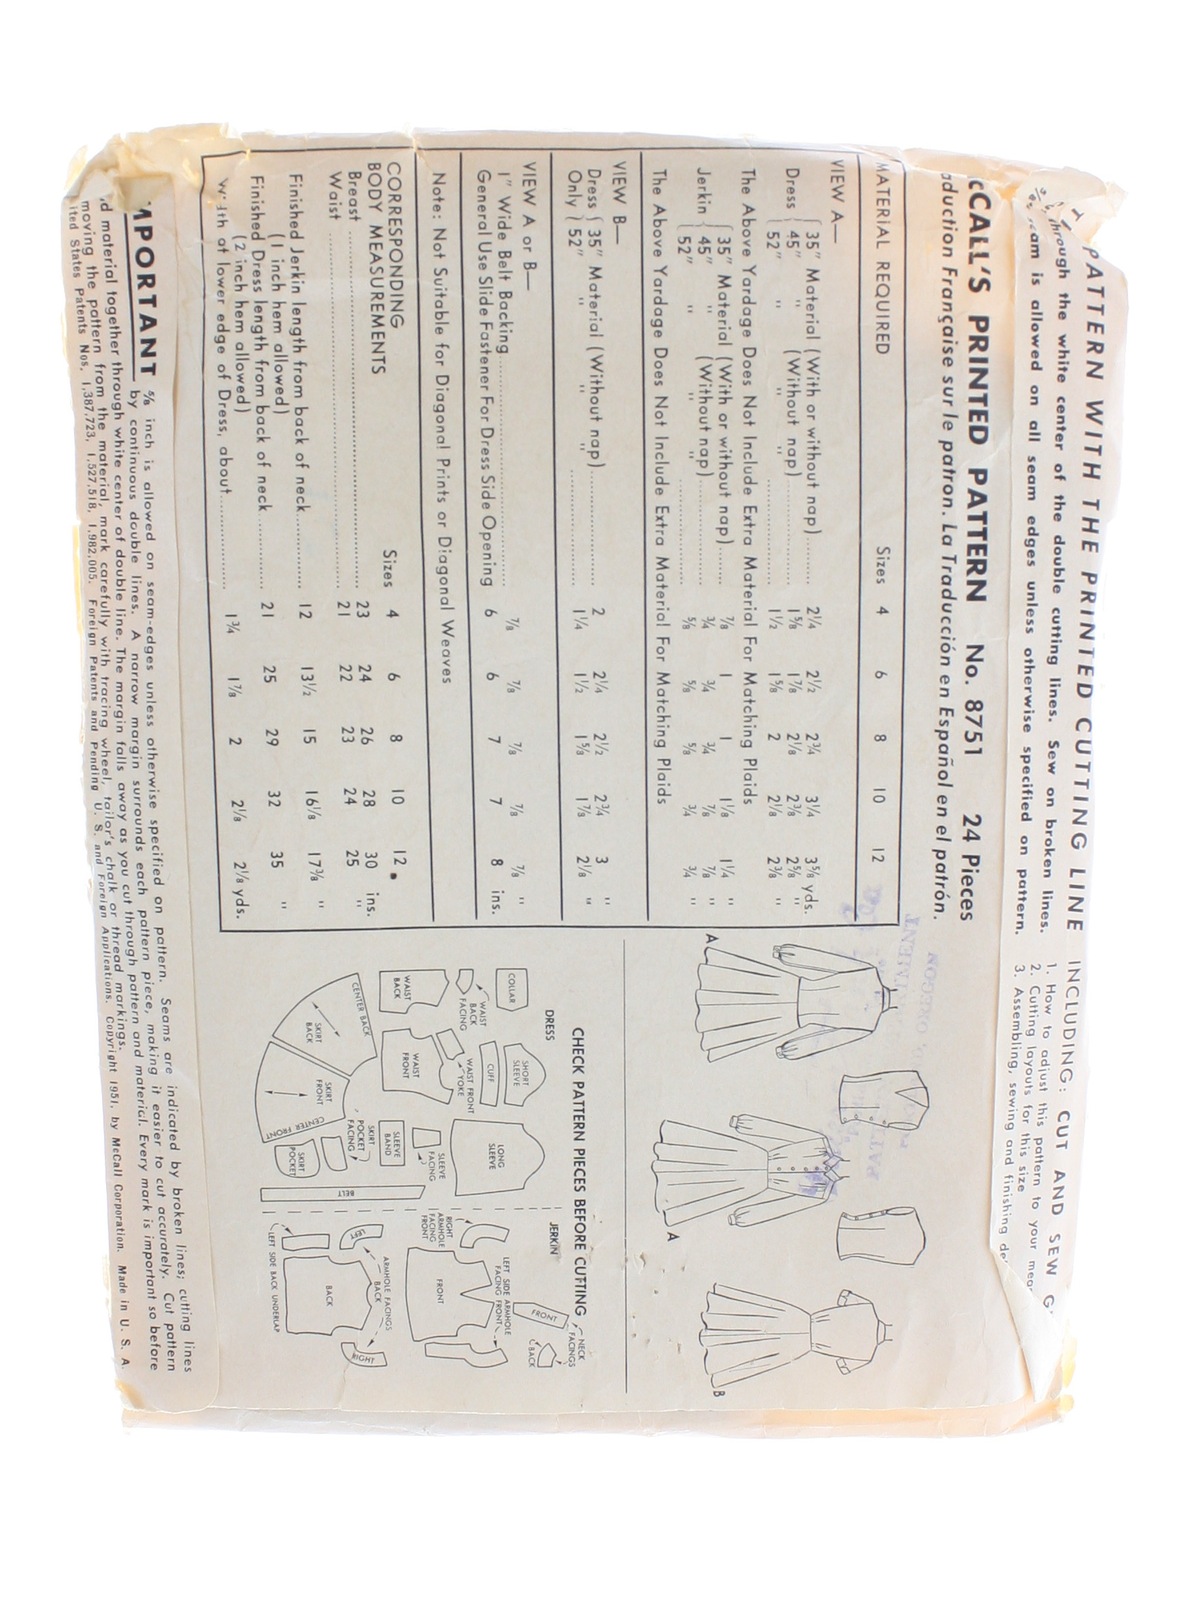 PATTERN WITH THE PRINTED CUTTING LINE INCLUDING: CUT AND SEW G
through the white center of the double cutting lines. Sew on broken lines.
am is allowed on all seam edges unless otherwise specified on pattern.
1. How to adjust this pattern to your mea
2. Cutting layouts for this size
3. Assembling, sewing and finishing de
cCALL'S PRINTED PATTERN No. 8751 24 Pieces
aduction Française sur le patron. La Traducción en Español en el patrón.
MATERIAL REQUIRED Sizes 4 6 8 10 12
VIEW A—
Dress { 35" Material (With or without nap) 2¼ 2½ 2¾ 3¼ 3⅝ yds.
45" " (Without nap) 1⅝ 1⅞ 2⅛ 2⅜ 2⅝ "
52" " " 1½ 1⅝ 2 2⅛ 2⅜ "
The Above Yardage Does Not Include Extra Material For Matching Plaids
Jerkin { 35" Material (With or without nap) ⅞ 1 1 1⅛ 1¼ "
45" " (Without nap) ¾ ¾ ¾ ⅞ ⅞ "
52" " " ⅝ ⅝ ⅝ ¾ ¾ "
The Above Yardage Does Not Include Extra Material For Matching Plaids
VIEW B—
Dress { 35" Material (Without nap) 2 2¼ 2½ 2¾ 3 "
Only { 52" " " 1¼ 1½ 1⅝ 1⅞ 2⅛ "
VIEW A or B—
1" Wide Belt Backing ⅞ ⅞ ⅞ ⅞ ⅞ "
General Use Slide Fastener For Dress Side Opening 6 6 7 7 8 ins.
Note: Not Suitable for Diagonal Prints or Diagonal Weaves
CORRESPONDING
BODY MEASUREMENTS Sizes 4 6 8 10 12
Breast 23 24 26 28 30 ins.
Waist 21 22 23 24 25 "
Finished Jerkin length from back of neck 12 13½ 15 16⅛ 17⅜ "
(1 inch hem allowed)
Finished Dress length from back of neck 21 25 29 32 35 "
(2 inch hem allowed)
Width at lower edge of Dress, about 1¾ 1⅞ 2 2⅛ 2⅛ yds.
A
A
B
CHECK PATTERN PIECES BEFORE CUTTING
DRESS
COLLAR
SHORT SLEEVE
LONG SLEEVE
WAIST BACK FACING
CUFF
WAIST BACK
WAIST FRONT YOKE
WAIST FRONT
SLEEVE FACING
SLEEVE BAND
CENTER BACK
SKIRT BACK
SKIRT FRONT
CENTER FRONT
SKIRT POCKET FACING
SKIRT POCKET
BELT
JERKIN
RIGHT ARMHOLE FACING FRONT
LEFT SIDE ARMHOLE FACING FRONT
FRONT
FRONT
NECK FACINGS
BACK
LEFT
ARMHOLE FACINGS BACK
BACK
RIGHT
LEFT SIDE BACK UNDERLAP
MPORTANT ⅝ inch is allowed on seam-edges unless otherwise specified on pattern. Seams are indicated by broken lines; cutting lines
by continuous double lines. A narrow margin surrounds each pattern piece, making it easier to cut accurately. Cut pattern
d material together through white center of double line. The margin falls away as you cut through pattern and material. Every mark is important so before
moving the pattern from the material, mark carefully with tracing wheel, tailor's chalk or thread markings.
ited States Patents Nos. 1,387,723, 1,527,518, 1,982,005. Foreign Patents and Pending U. S. and Foreign Applications. Copyright 1951, by McCall Corporation. Made in U. S. A.